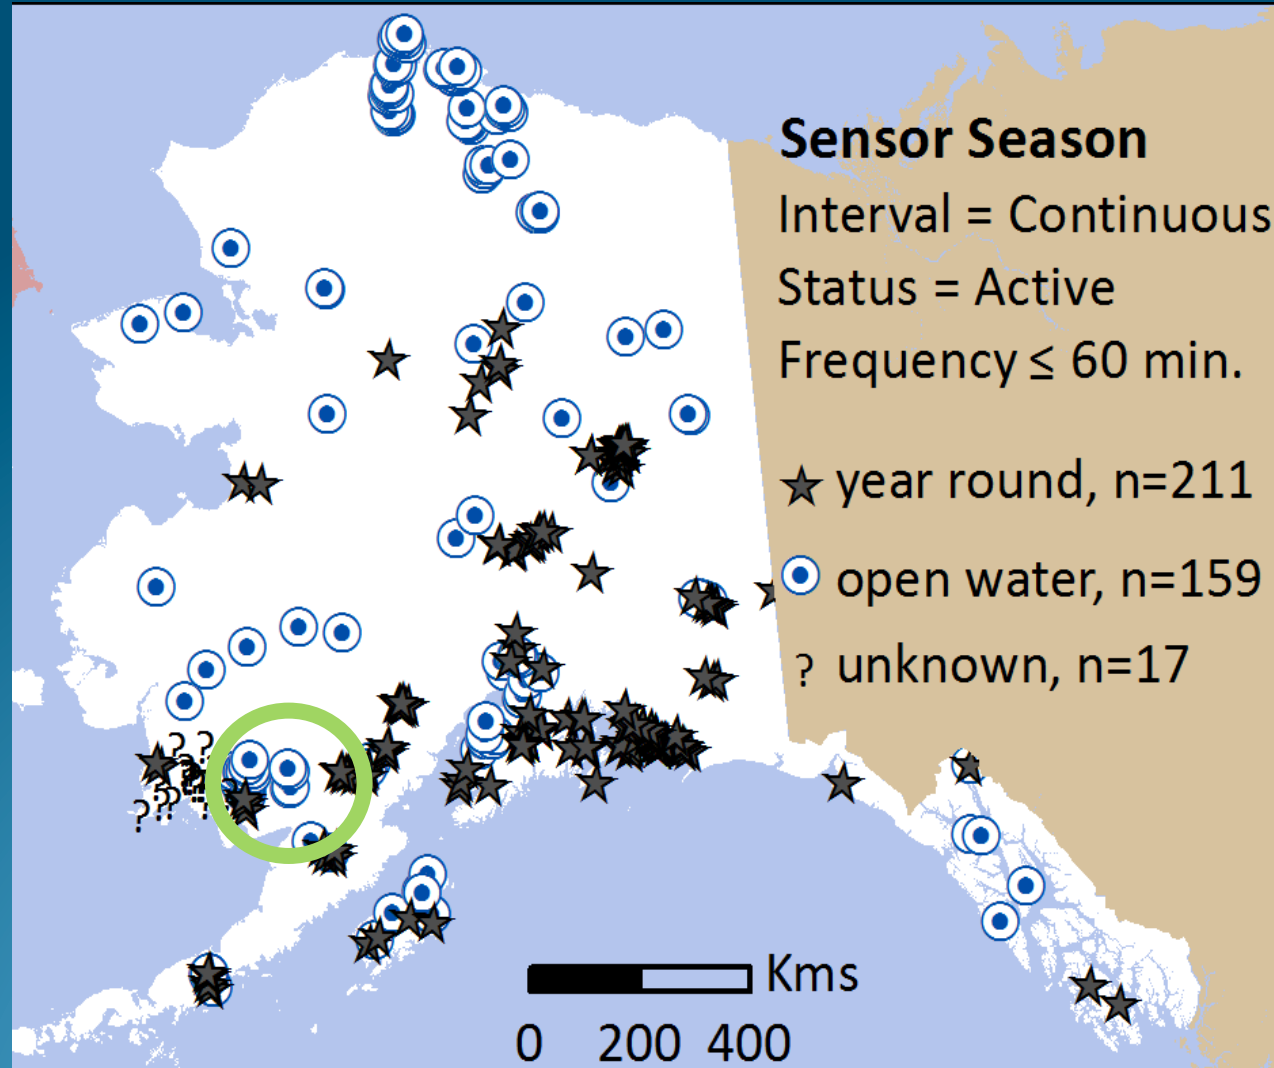 Sensor Season
Interval = Continuous
Status = Active
Frequency ≤ 60 min.
year round, n=211
open water, n=159
? unknown, n=17
Kms
0 200 400